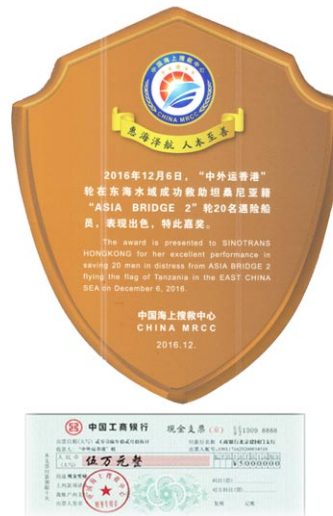 中国海上搜救中心
CHINA MRCC
惠海泽航 人本至善
2016年12月6日，“中外运香港”
轮在东海水域成功救助坦桑尼亚籍
“ASIA BRIDGE 2”轮20名遇险船
员，表现出色，特此嘉奖。
The award is presented to SINOTRANS
HONGKONG for her excellent performance in
saving 20 men in distress from ASIA BRIDGE 2
flying the flag of Tanzania in the EAST CHINA
SEA on December 6, 2016.
中国海上搜救中心
CHINA MRCC
2016.12.
中国工商银行 现金支票
伍万元整
¥5000000